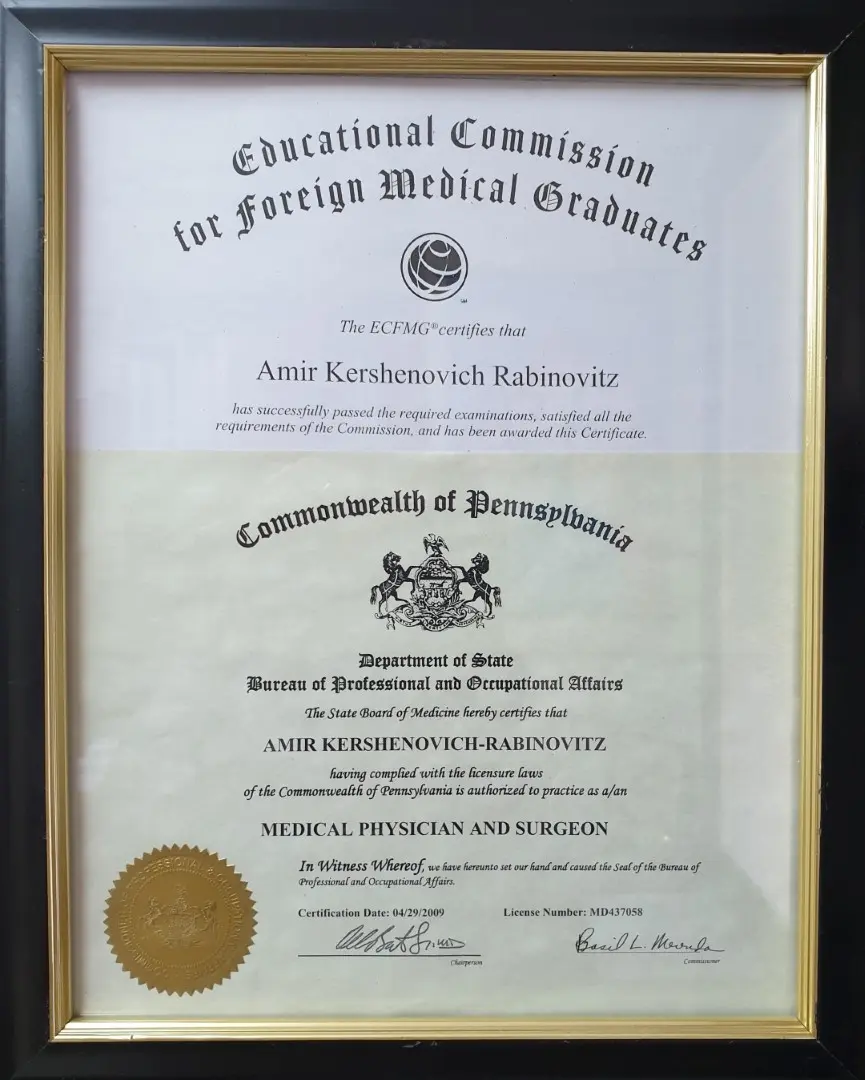 Educational Commission
for Foreign Medical Graduates
The ECFMG® certifies that
Amir Kershenovich Rabinovitz
has successfully passed the required examinations, satisfied all the
requirements of the Commission, and has been awarded this Certificate.
Commonwealth of Pennsylvania
Department of State
Bureau of Professional and Occupational Affairs
The State Board of Medicine hereby certifies that
AMIR KERSHENOVICH-RABINOVITZ
having complied with the licensure laws
of the Commonwealth of Pennsylvania is authorized to practice as a/an
MEDICAL PHYSICIAN AND SURGEON
In Witness Whereof, we have hereunto set our hand and caused the Seal of the Bureau of
Professional and Occupational Affairs.
Certification Date: 04/29/2009 License Number: MD437058
Basil L. Merenda
Chairperson Commissioner